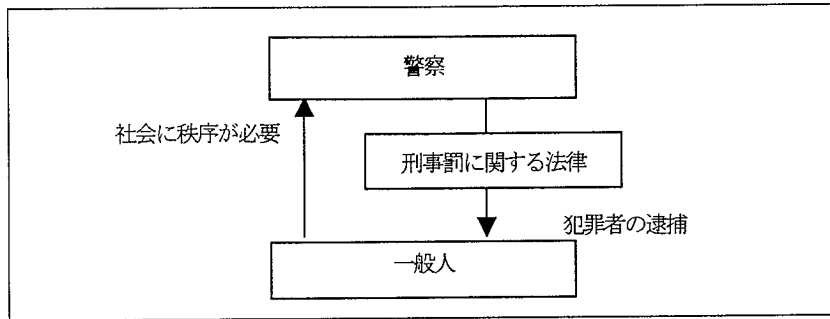 警察
社会に秩序が必要
刑事罰に関する法律
犯罪者の逮捕
一般人